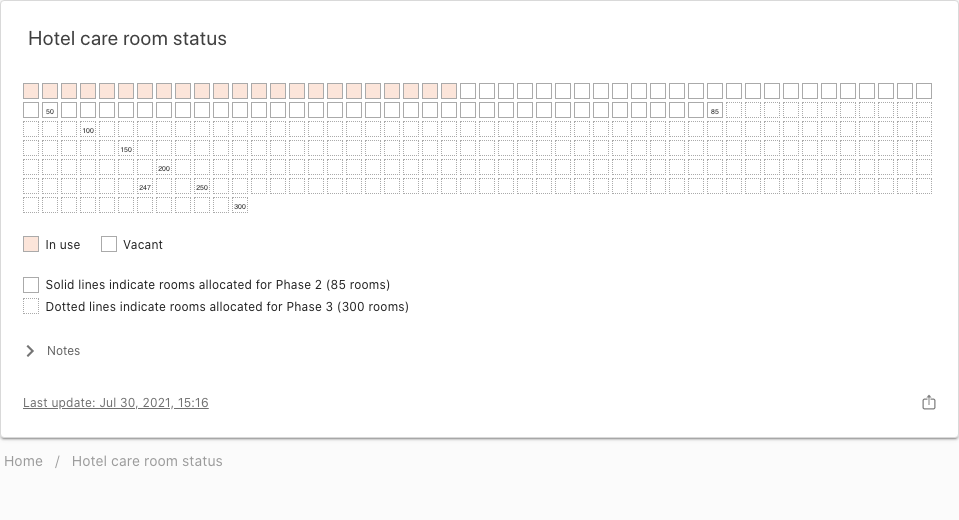 Hotel care room status
50 85
100
150
200
247 250
300
In use Vacant
Solid lines indicate rooms allocated for Phase 2 (85 rooms)
Dotted lines indicate rooms allocated for Phase 3 (300 rooms)
Notes
Last update: Jul 30, 2021, 15:16
Home / Hotel care room status